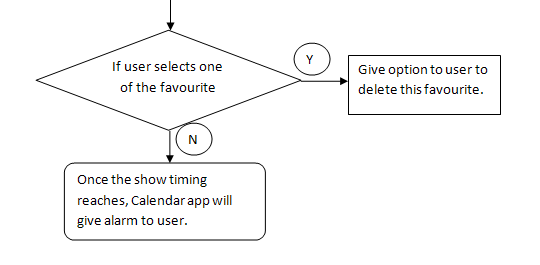 If user selects one
of the favourite
Y
Give option to user to
delete this favourite.
N
Once the show timing
reaches, Calendar app will
give alarm to user.